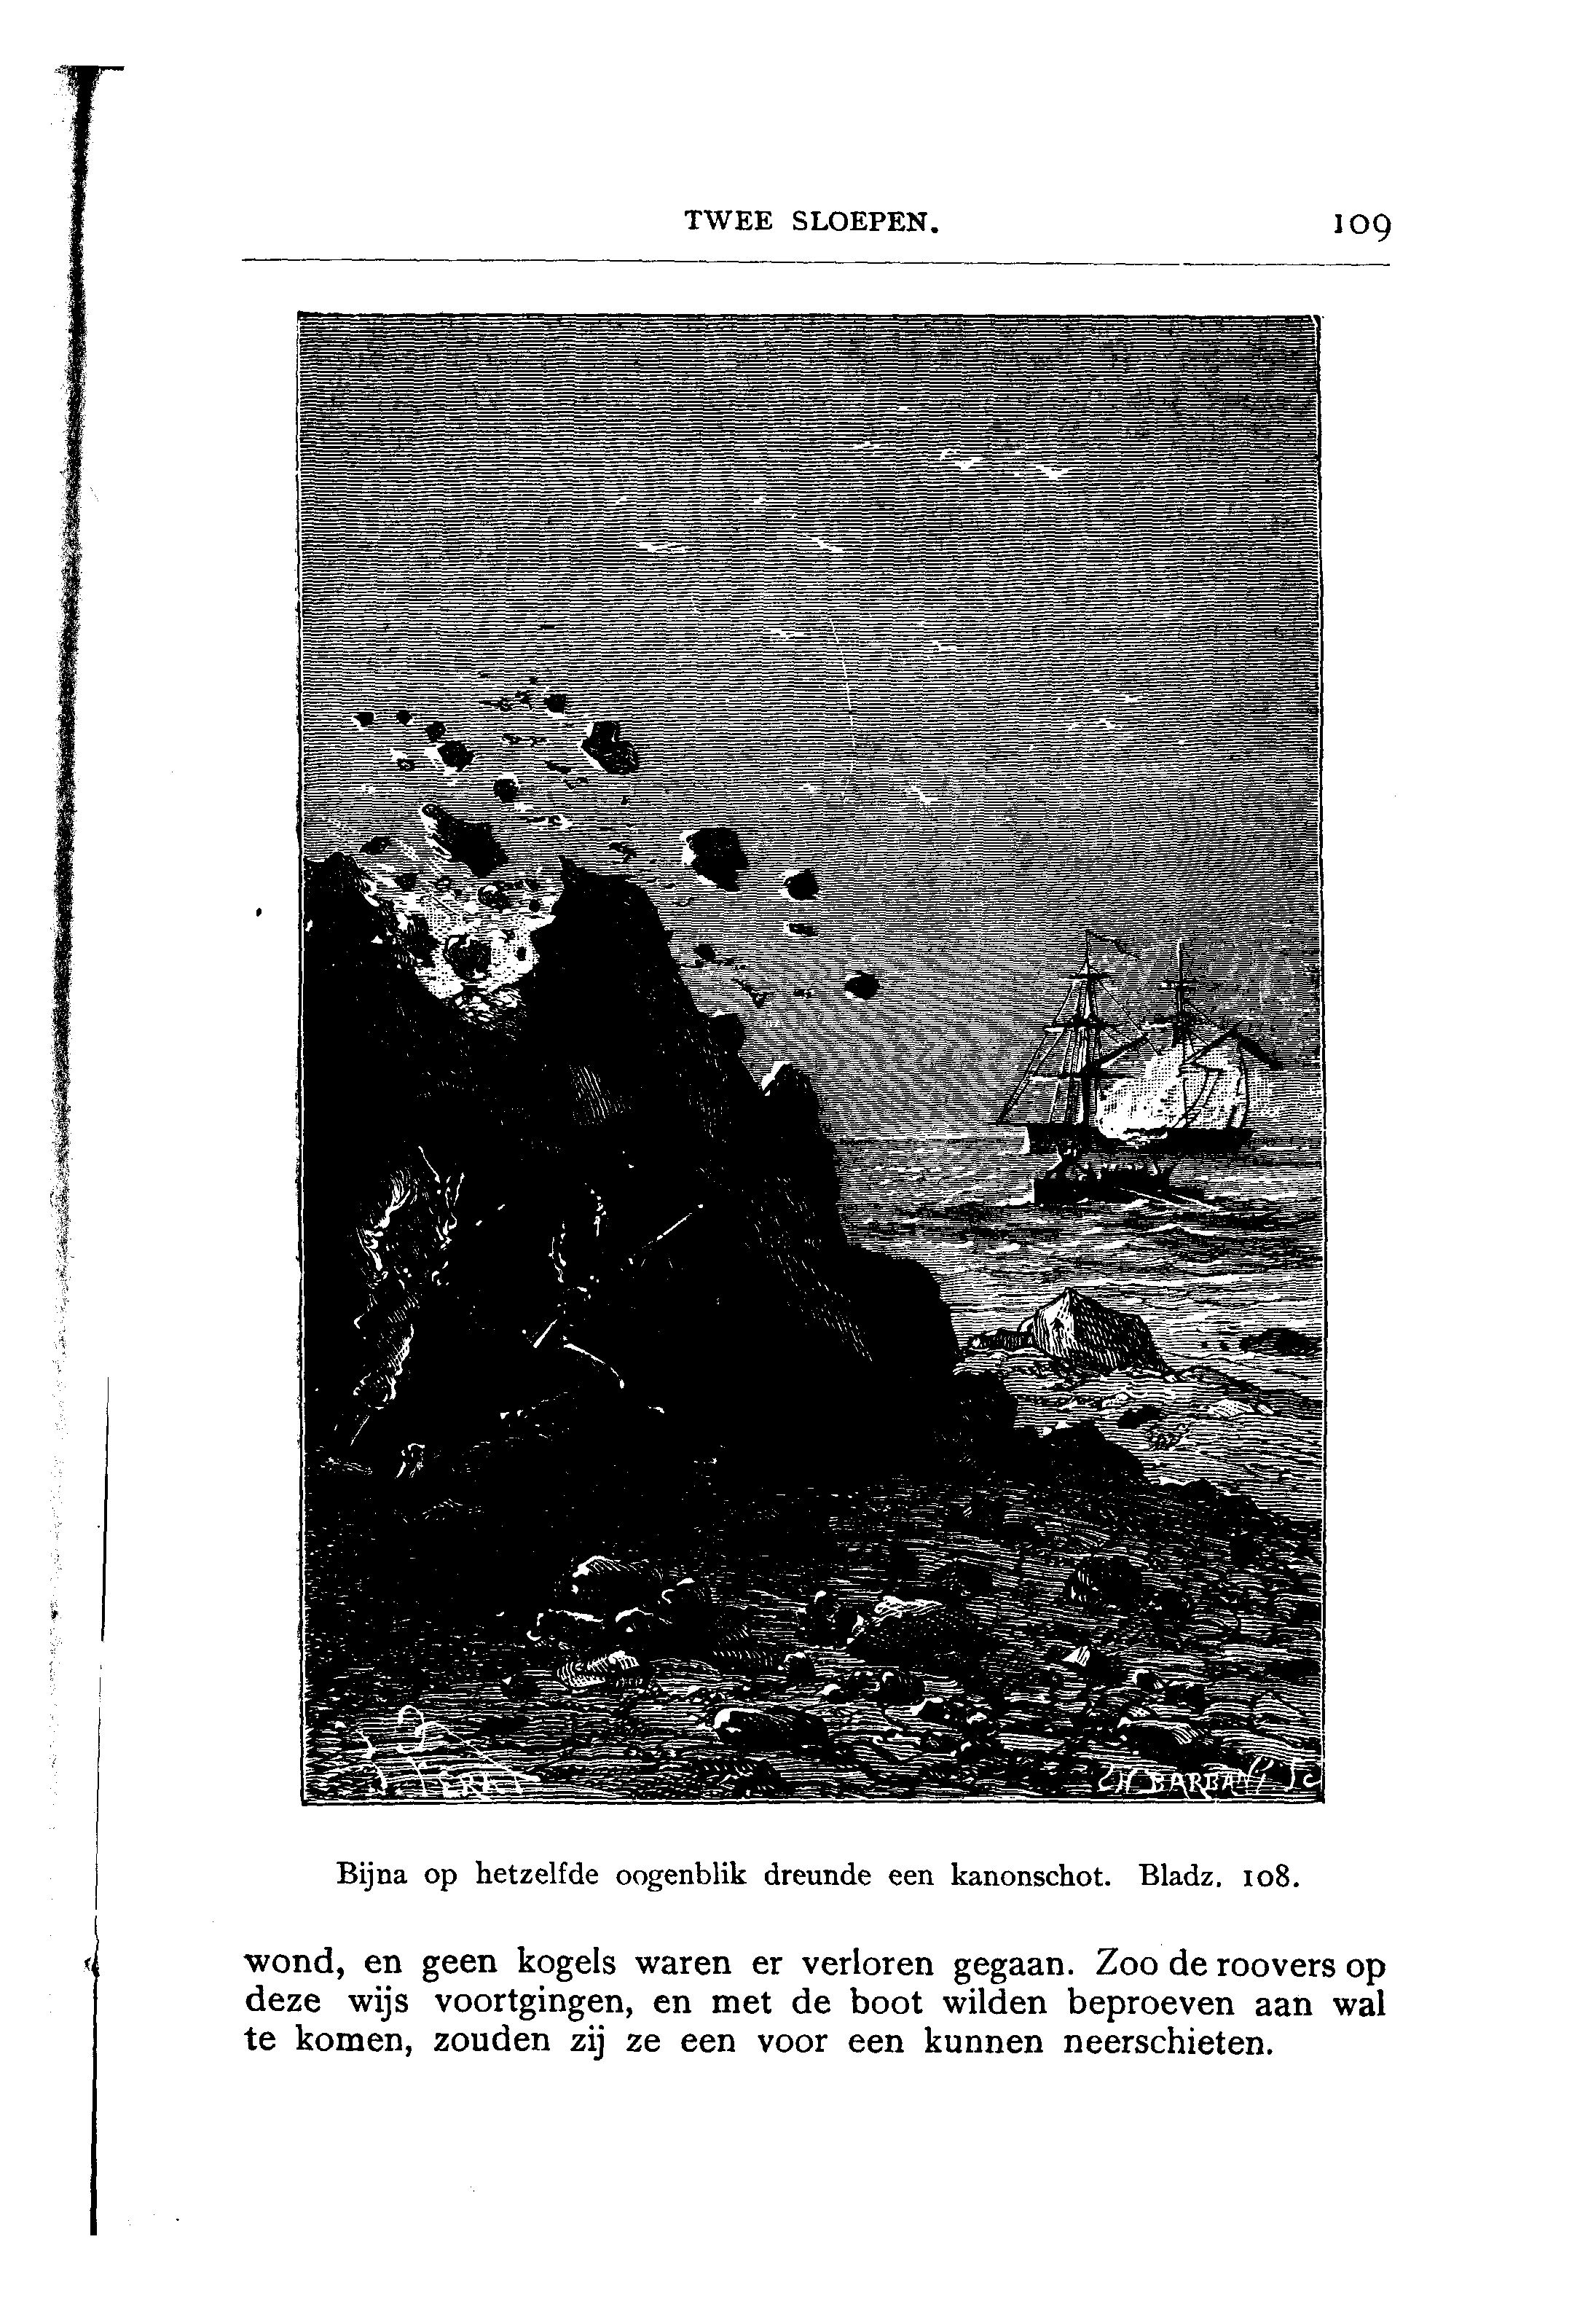 TWEE SLOEPEN. 109
J. FÉRAT
CH BARBANT Sc
Bijna op hetzelfde oogenblik dreunde een kanonschot. Bladz. 108.
wond, en geen kogels waren er verloren gegaan. Zoo de roovers op
deze wijs voortgingen, en met de boot wilden beproeven aan wal
te komen, zouden zij ze een voor een kunnen neerschieten.